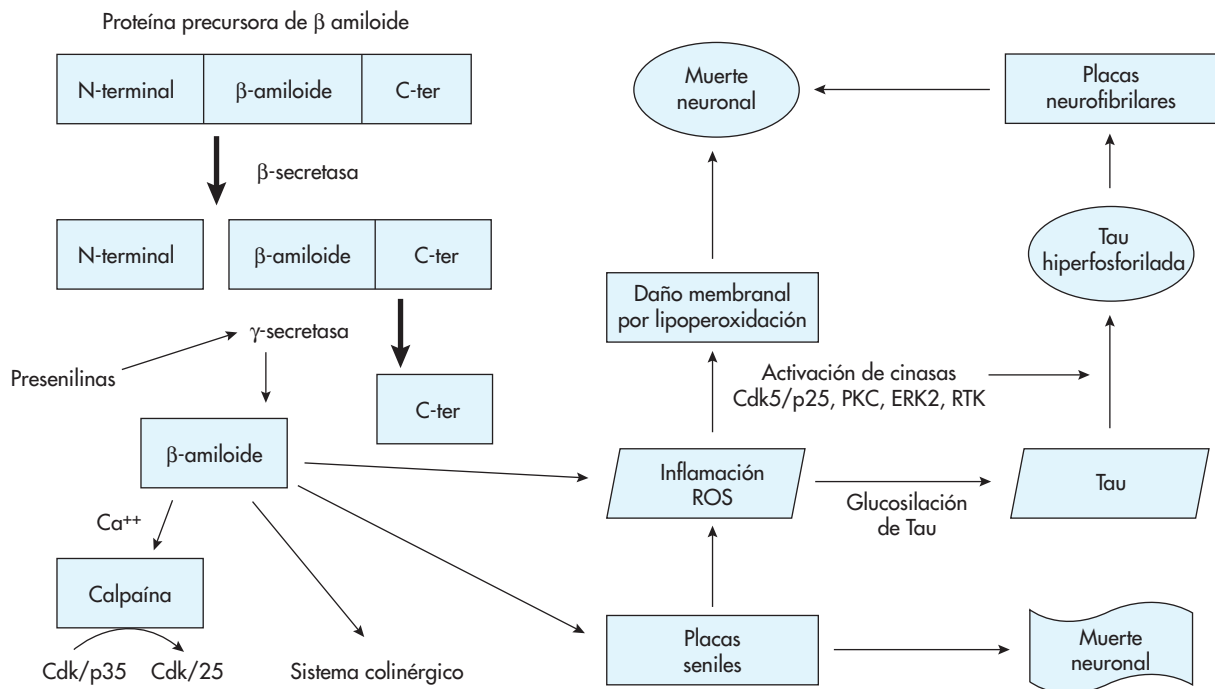 Proteína precursora de β amiloide
N-terminal
β-amiloide
C-ter
β-secretasa
N-terminal
β-amiloide
C-ter
γ-secretasa
Presenilinas
C-ter
β-amiloide
Ca++
Calpaína
Cdk/p35
Cdk/25
Sistema colinérgico
Muerte
neuronal
Placas
neurofibrilares
Tau
hiperfosforilada
Daño membranal
por lipoperoxidación
Activación de cinasas
Cdk5/p25, PKC, ERK2, RTK
Inflamación
ROS
Glucosilación
de Tau
Tau
Placas
seniles
Muerte
neuronal